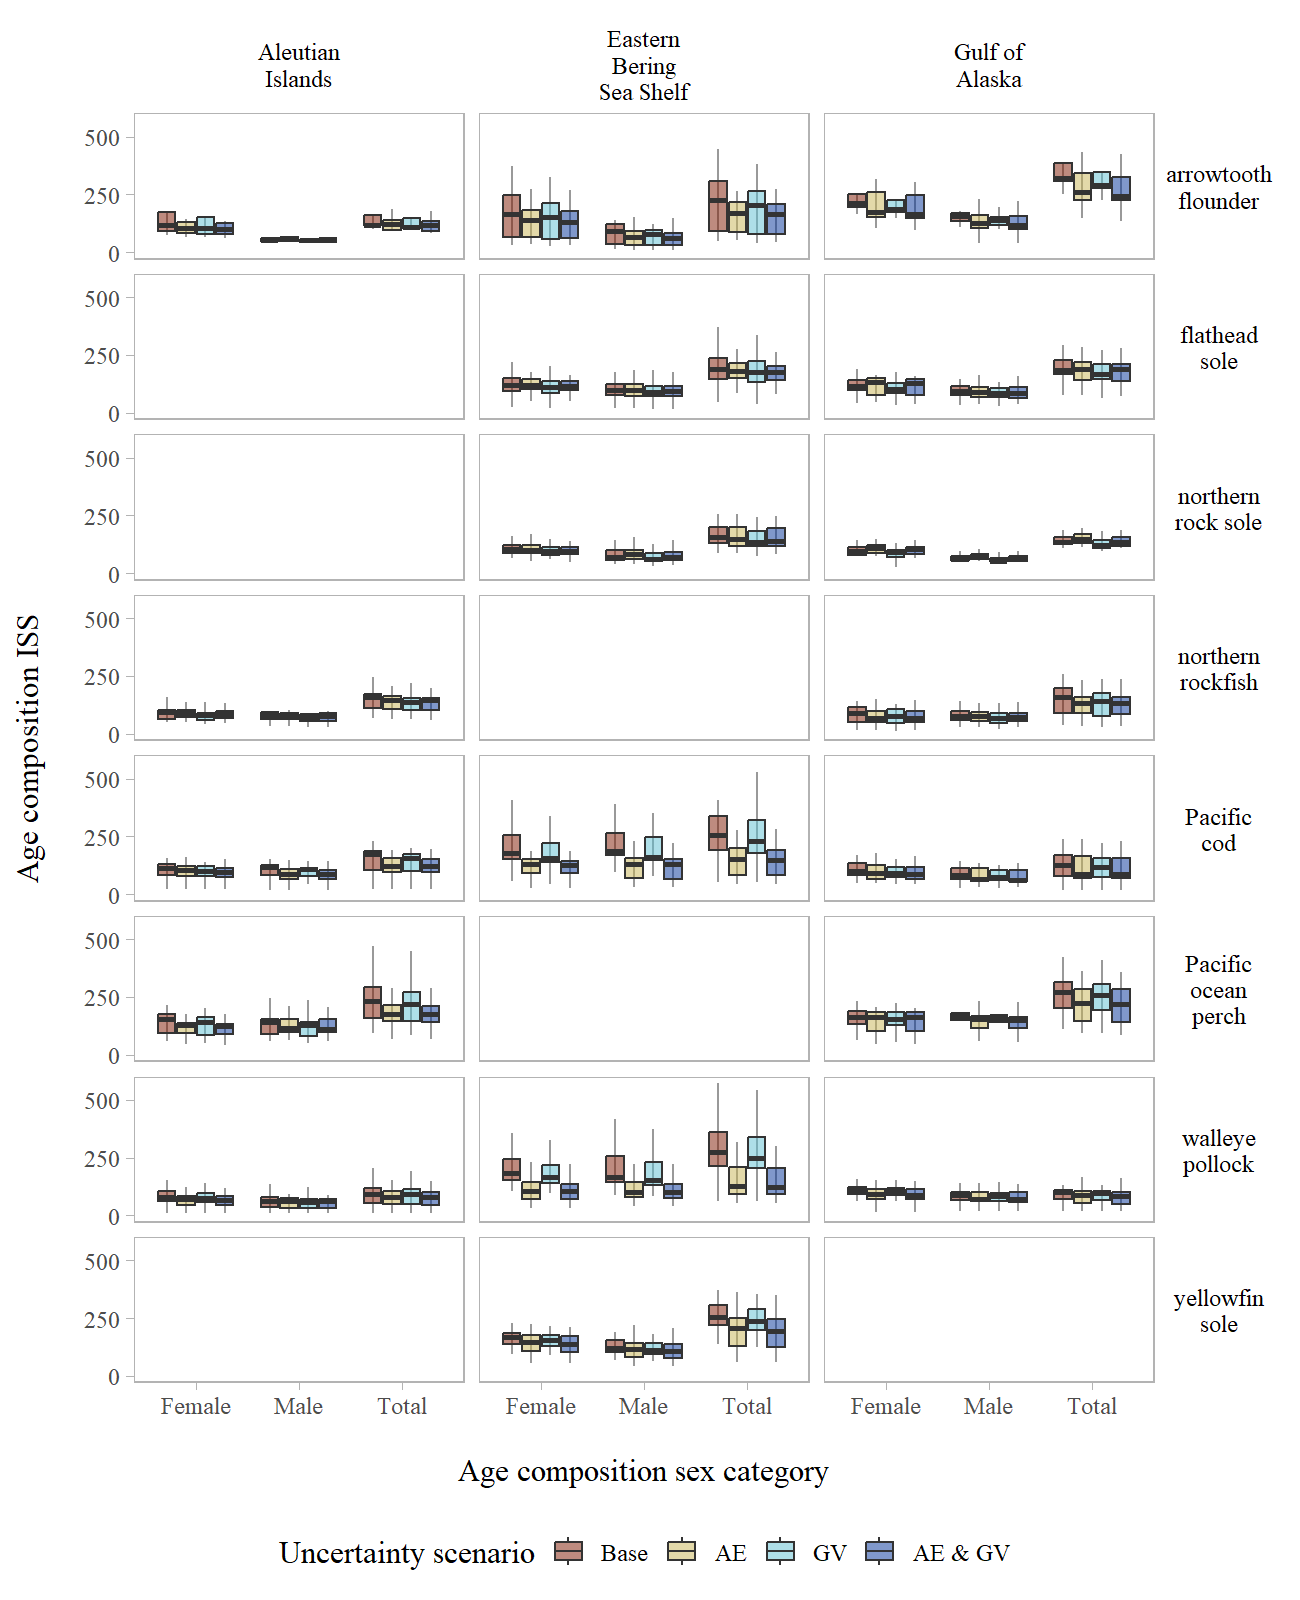 Aleutian
Islands
Eastern
Bering
Sea Shelf
Gulf of
Alaska
500
250
0
arrowtooth
flounder
500
250
0
flathead
sole
500
250
0
northern
rock sole
500
250
0
northern
rockfish
500
250
0
Pacific
cod
500
250
0
Pacific
ocean
perch
500
250
0
walleye
pollock
500
250
0
yellowfin
sole
Age composition ISS
Female Male Total Female Male Total Female Male Total
Age composition sex category
Uncertainty scenario Base AE GV AE & GV